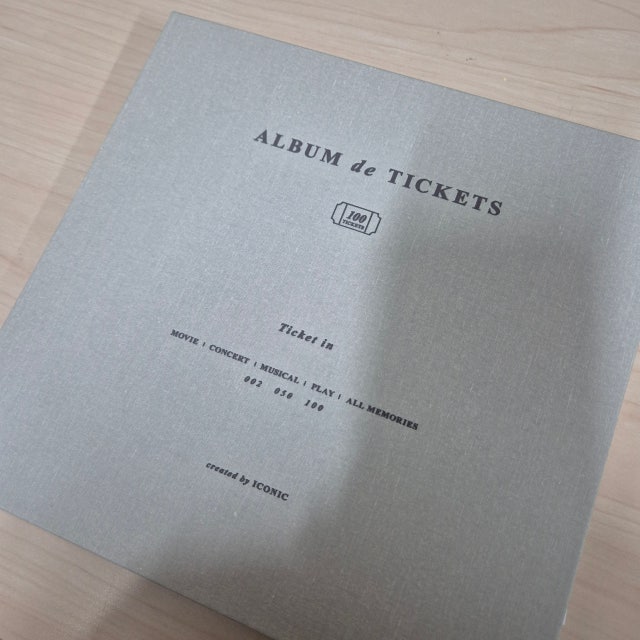 ALBUM de TICKETS
100
TICKETS
Ticket in
MOVIE | CONCERT | MUSICAL | PLAY | ALL MEMORIES
002 050 100
created by ICONIC